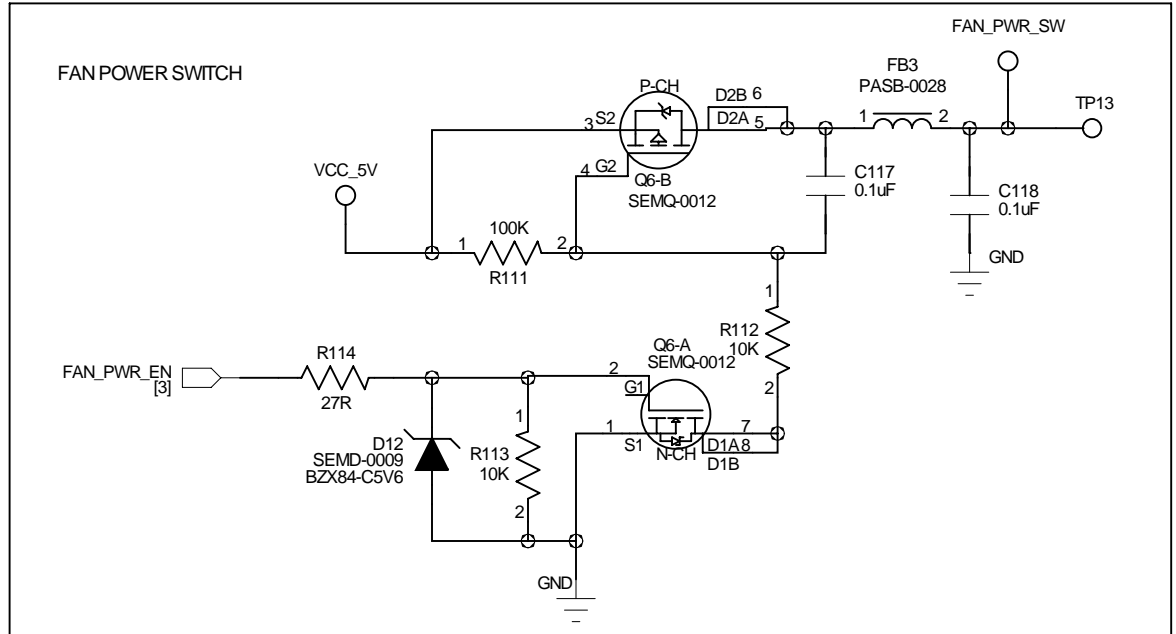 FAN POWER SWITCH
FAN_PWR_SW
FB3
PASB-0028
1
2
TP13
P-CH
D2B
6
D2A
5
3
S2
4
G2
Q6-B
SEMQ-0012
C117
0.1uF
C118
0.1uF
GND
VCC_5V
100K
1
2
R111
1
R112
10K
2
Q6-A
SEMQ-0012
FAN_PWR_EN
[3]
R114
27R
2
G1
1
S1
N-CH
7
D1A
8
D1B
D12
SEMD-0009
BZX84-C5V6
1
R113
10K
2
GND